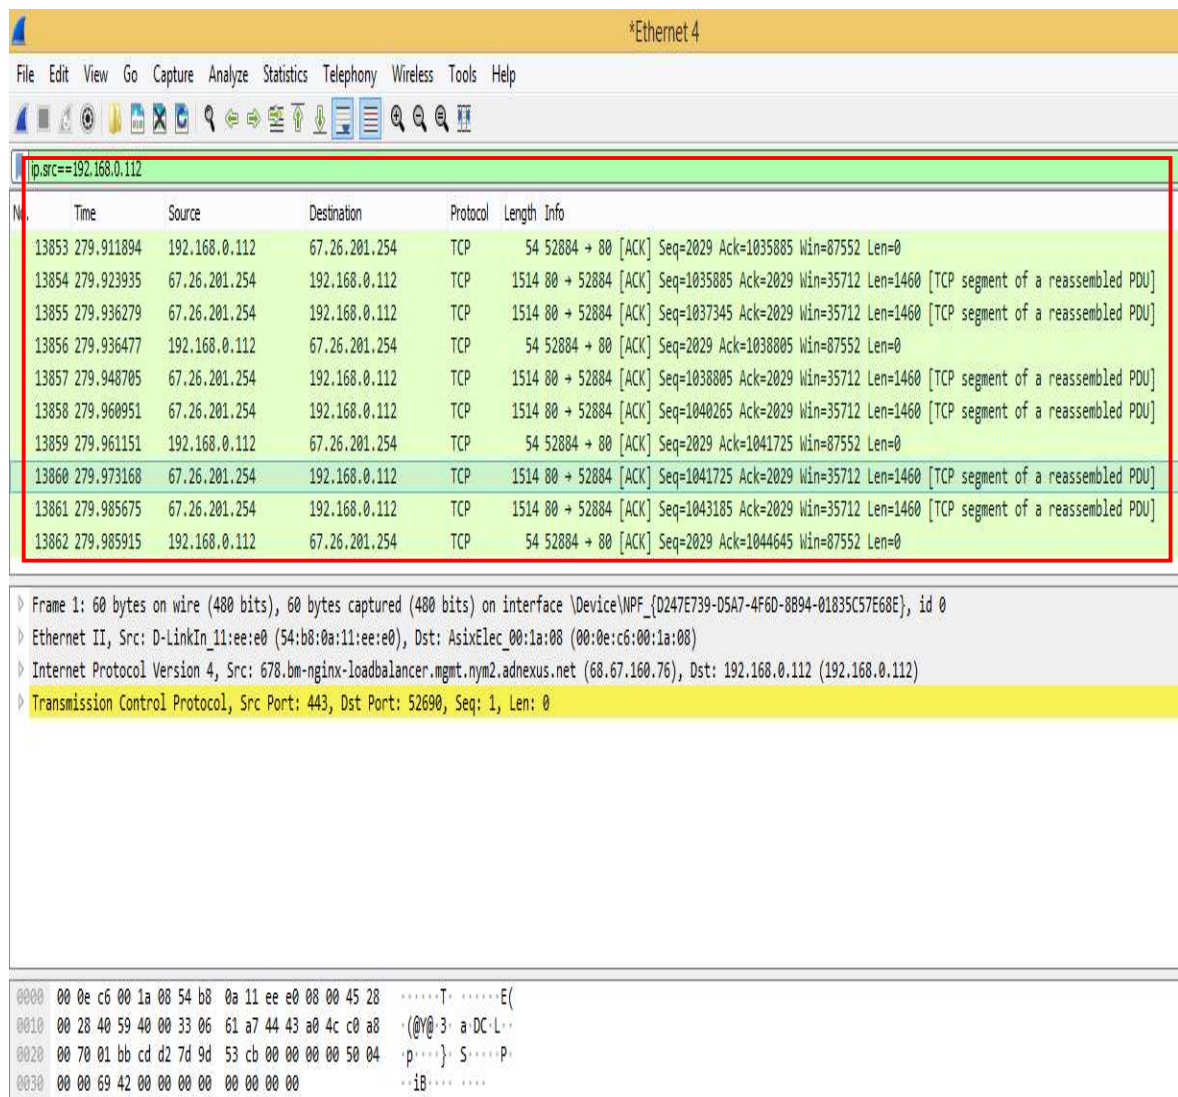 *Ethernet 4
File Edit View Go Capture Analyze Statistics Telephony Wireless Tools Help
ip.src==192.168.0.112
No. Time Source Destination Protocol Length Info
13853 279.911894 192.168.0.112 67.26.201.254 TCP 54 52884 → 80 [ACK] Seq=2029 Ack=1035885 Win=87552 Len=0
13854 279.923935 67.26.201.254 192.168.0.112 TCP 1514 80 → 52884 [ACK] Seq=1035885 Ack=2029 Win=35712 Len=1460 [TCP segment of a reassembled PDU]
13855 279.936279 67.26.201.254 192.168.0.112 TCP 1514 80 → 52884 [ACK] Seq=1037345 Ack=2029 Win=35712 Len=1460 [TCP segment of a reassembled PDU]
13856 279.936477 192.168.0.112 67.26.201.254 TCP 54 52884 → 80 [ACK] Seq=2029 Ack=1038805 Win=87552 Len=0
13857 279.948705 67.26.201.254 192.168.0.112 TCP 1514 80 → 52884 [ACK] Seq=1038805 Ack=2029 Win=35712 Len=1460 [TCP segment of a reassembled PDU]
13858 279.960951 67.26.201.254 192.168.0.112 TCP 1514 80 → 52884 [ACK] Seq=1040265 Ack=2029 Win=35712 Len=1460 [TCP segment of a reassembled PDU]
13859 279.961151 192.168.0.112 67.26.201.254 TCP 54 52884 → 80 [ACK] Seq=2029 Ack=1041725 Win=87552 Len=0
13860 279.973168 67.26.201.254 192.168.0.112 TCP 1514 80 → 52884 [ACK] Seq=1041725 Ack=2029 Win=35712 Len=1460 [TCP segment of a reassembled PDU]
13861 279.985675 67.26.201.254 192.168.0.112 TCP 1514 80 → 52884 [ACK] Seq=1043185 Ack=2029 Win=35712 Len=1460 [TCP segment of a reassembled PDU]
13862 279.985915 192.168.0.112 67.26.201.254 TCP 54 52884 → 80 [ACK] Seq=2029 Ack=1044645 Win=87552 Len=0
Frame 1: 60 bytes on wire (480 bits), 60 bytes captured (480 bits) on interface \Device\NPF_{D247E739-D5A7-4F6D-8B94-01835C57E68E}, id 0
Ethernet II, Src: D-LinkIn_11:ee:e0 (54:b8:0a:11:ee:e0), Dst: AsixElec_00:1a:08 (00:0e:c6:00:1a:08)
Internet Protocol Version 4, Src: 678.bm-nginx-loadbalancer.mgmt.nym2.adnexus.net (68.67.160.76), Dst: 192.168.0.112 (192.168.0.112)
Transmission Control Protocol, Src Port: 443, Dst Port: 52690, Seq: 1, Len: 0
0000 00 0e c6 00 1a 08 54 b8 0a 11 ee e0 08 00 45 28 ······T· ······E(
0010 00 28 40 59 40 00 33 06 61 a7 44 43 a0 4c c0 a8 ·(@Y@·3· a·DC·L··
0020 00 70 01 bb cd d2 7d 9d 53 cb 00 00 00 00 50 04 ·p····}· S·····P·
0030 00 00 69 42 00 00 00 00 00 00 00 00 ··iB···· ····